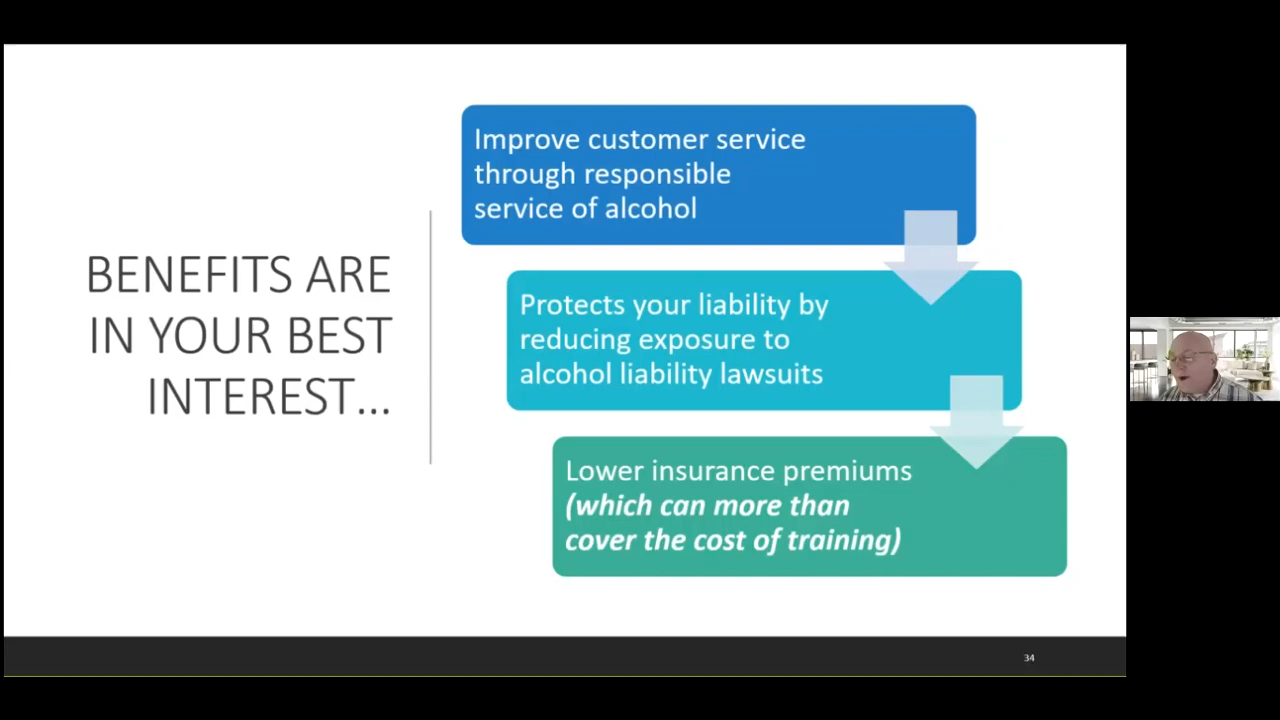 BENEFITS ARE
IN YOUR BEST
INTEREST...
Improve customer service
through responsible
service of alcohol
Protects your liability by
reducing exposure to
alcohol liability lawsuits
Lower insurance premiums
(which can more than
cover the cost of training)
34